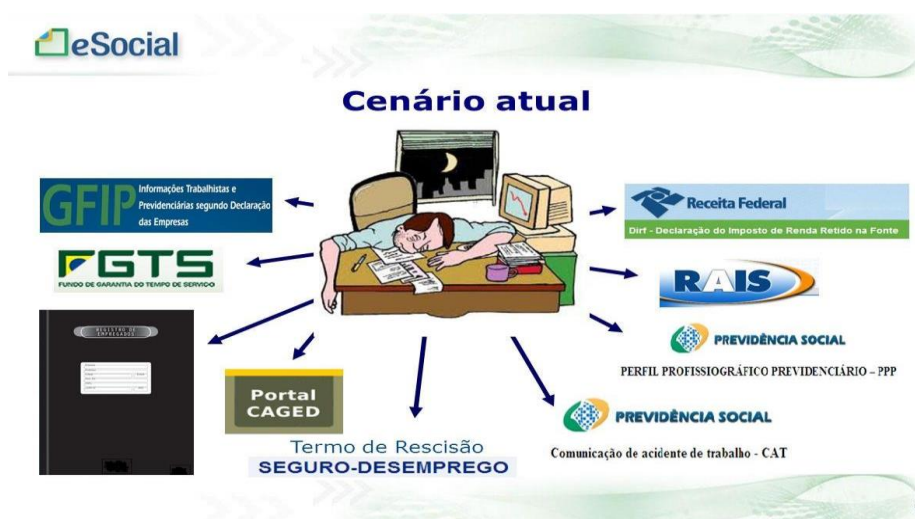 eSocial
Cenário atual
GFIP
Informações Trabalhistas e
Previdenciárias segundo Declaração
das Empresas
FGTS
FUNDO DE GARANTIA DO TEMPO DE SERVIÇO
REGISTRO DE
EMPREGADOS
Portal
CAGED
Termo de Rescisão
SEGURO-DESEMPREGO
Receita Federal
Dirf - Declaração do Imposto de Renda Retido na Fonte
RAIS
PREVIDÊNCIA SOCIAL
PERFIL PROFISSIOGRÁFICO PREVIDENCIÁRIO – PPP
PREVIDÊNCIA SOCIAL
Comunicação de acidente de trabalho - CAT